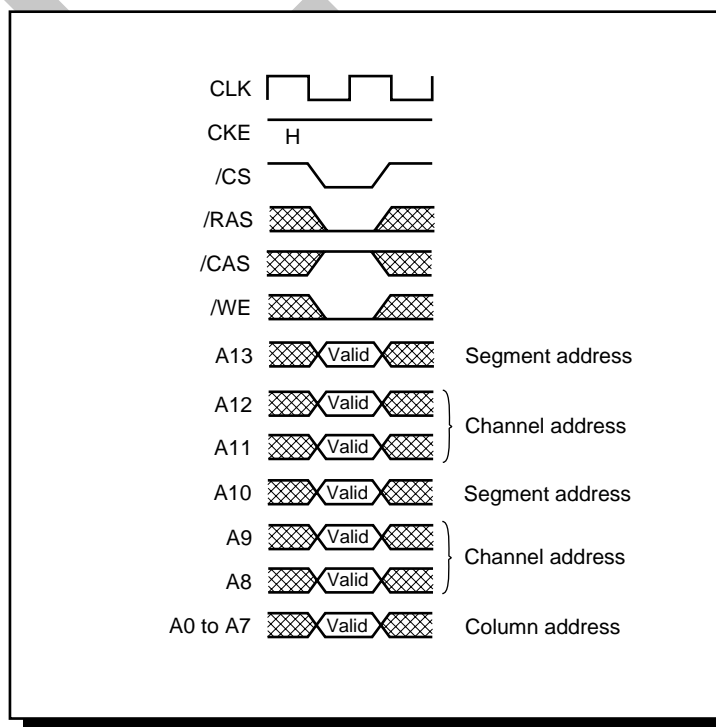 CLK
CKE H
/CS
/RAS
/CAS
/WE
A13 Valid Segment address
A12 Valid
Channel address
A11 Valid
A10 Valid Segment address
A9 Valid
Channel address
A8 Valid
A0 to A7 Valid Column address